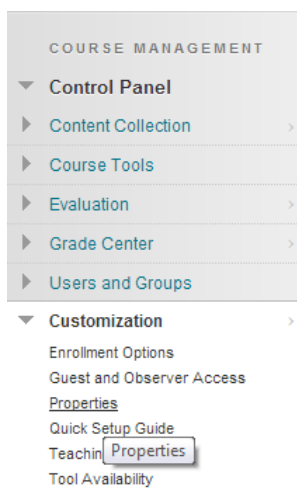 COURSE MANAGEMENT
Control Panel
Content Collection
Course Tools
Evaluation
Grade Center
Users and Groups
Customization
Enrollment Options
Guest and Observer Access
Properties
Quick Setup Guide
Properties
Tool Availability